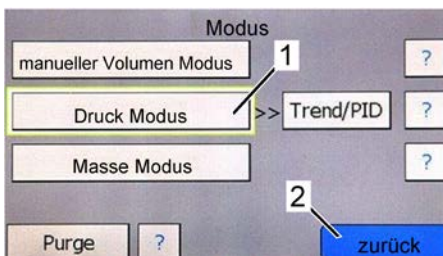 Modus
1
manueller Volumen Modus ?
Druck Modus >> Trend/PID ?
Masse Modus ?
2
Purge ? zurück